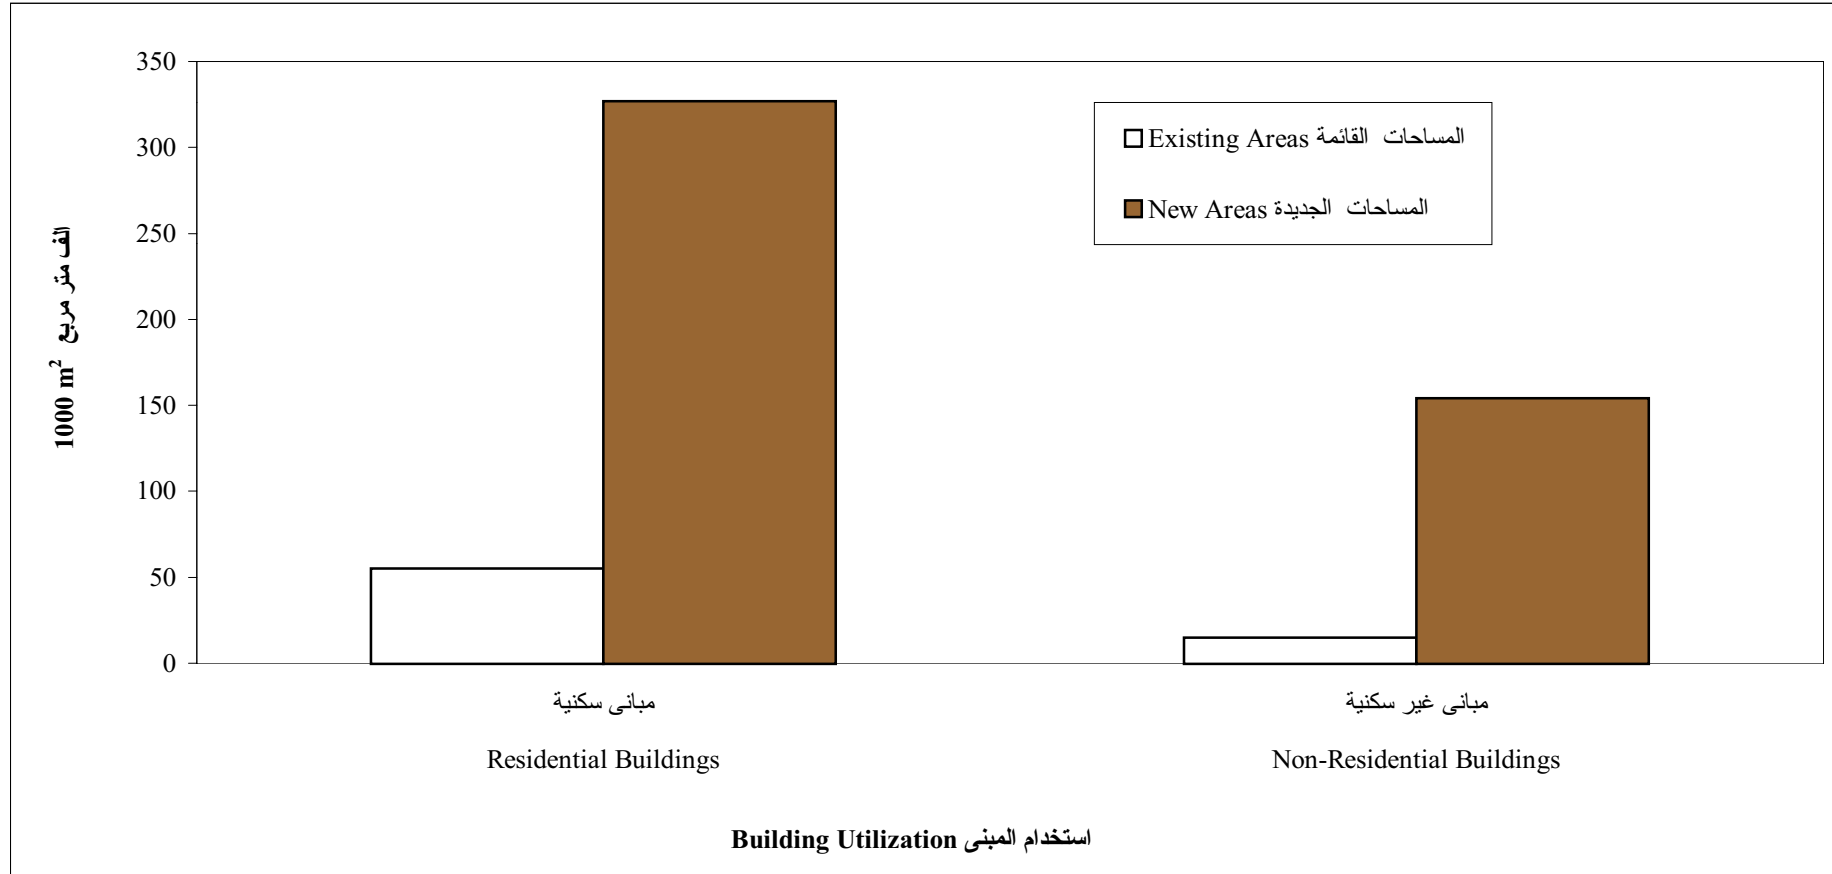 350
300
250
200
150
100
50
0
الف متر مربع 1000 m²
Existing Areas المساحات القائمة
New Areas المساحات الجديدة
مبانى سكنية
Residential Buildings
مبانى غير سكنية
Non-Residential Buildings
Building Utilization استخدام المبنى